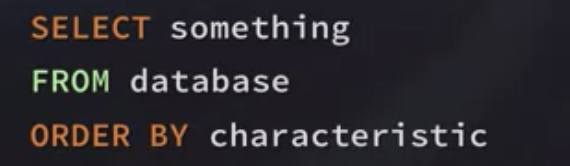 SELECT something
FROM database
ORDER BY characteristic